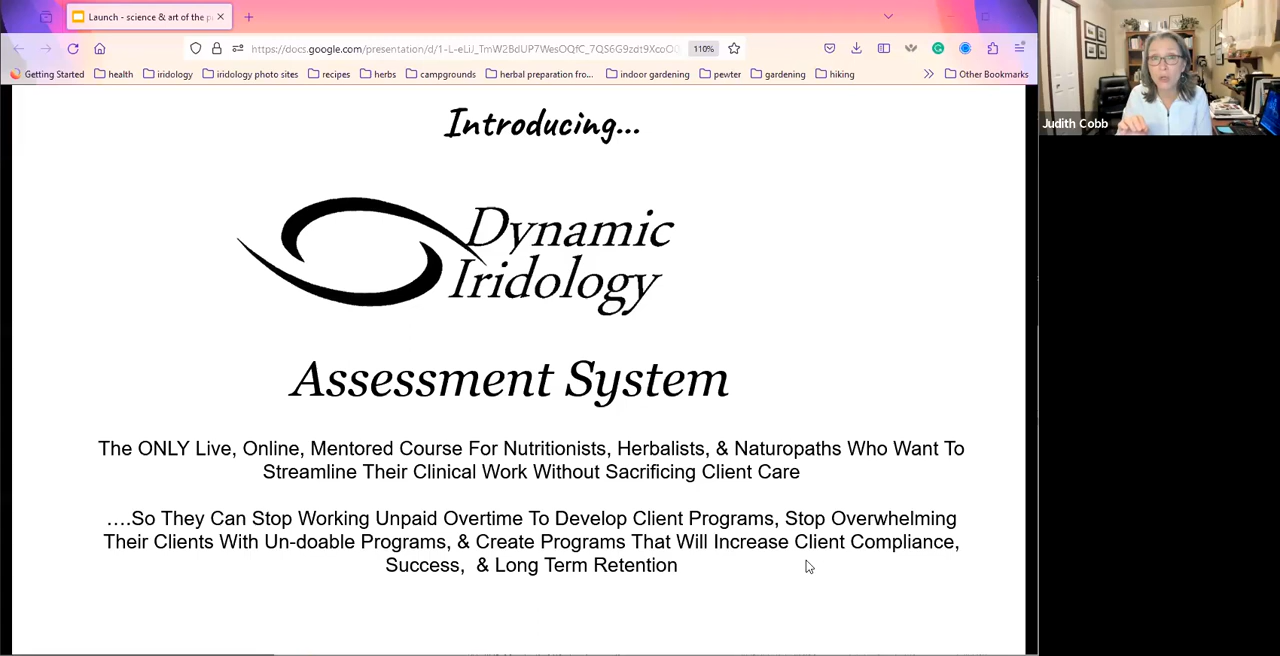 Launch - science & art of the p
https://docs.google.com/presentation/d/1-L-eLiJ_TmW2BdUP7WesOQfC_7QS6G9zdt9XcoO
110%
Getting Started health iridology iridology photo sites recipes herbs campgrounds herbal preparation fro... indoor gardening pewter gardening hiking Other Bookmarks
Judith Cobb
Introducing...
Dynamic
Iridology
Assessment System
The ONLY Live, Online, Mentored Course For Nutritionists, Herbalists, & Naturopaths Who Want To
Streamline Their Clinical Work Without Sacrificing Client Care
....So They Can Stop Working Unpaid Overtime To Develop Client Programs, Stop Overwhelming
Their Clients With Un-doable Programs, & Create Programs That Will Increase Client Compliance,
Success, & Long Term Retention